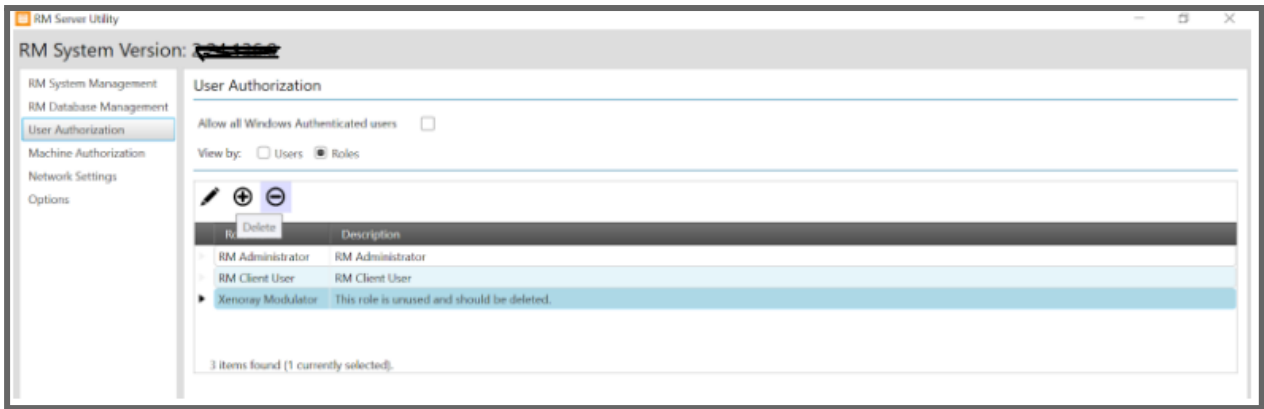 RM Server Utility
RM System Version:
RM System Management
RM Database Management
User Authorization
Machine Authorization
Network Settings
Options
User Authorization
Allow all Windows Authenticated users
View by: Users Roles
Delete
Description
RM Administrator RM Administrator
RM Client User RM Client User
Xenoray Modulator This role is unused and should be deleted.
3 items found (1 currently selected).